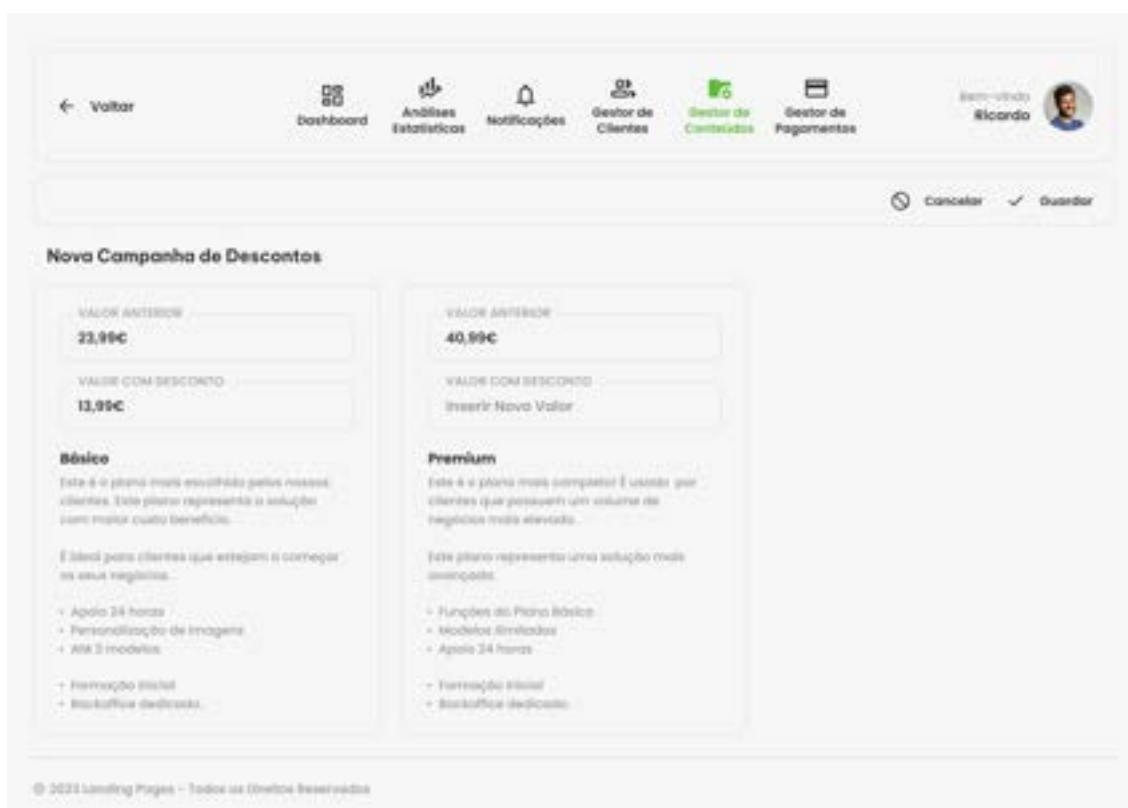 Voltar
Dashboard
Análises
Estatísticas
Notificações
Gestor de
Clientes
Gestor de
Conteúdos
Gestor de
Pagamentos
Bem-vindo
Ricardo
Cancelar
Guardar
Nova Campanha de Descontos
VALOR ANTERIOR
23,99€
VALOR COM DESCONTO
13,99€
Básico
Este é o plano mais escolhido pelos nossos
clientes. Este plano representa a solução
com maior custo benefício.
É ideal para clientes que estejam a começar
os seus negócios.
• Apoio 24 horas
• Personalização de imagens
• Até 3 modelos
• Formação Inicial
• Backoffice dedicado.
VALOR ANTERIOR
40,99€
VALOR COM DESCONTO
Inserir Novo Valor
Premium
Este é o plano mais completo! É usado por
clientes que possuem um volume de
negócios mais elevado.
Este plano representa uma solução mais
avançada.
• Funções do Plano Básico
• Modelos Ilimitados
• Apoio 24 horas
• Formação Inicial
• Backoffice dedicado.
© 2023 Landing Pages - Todos os Direitos Reservados